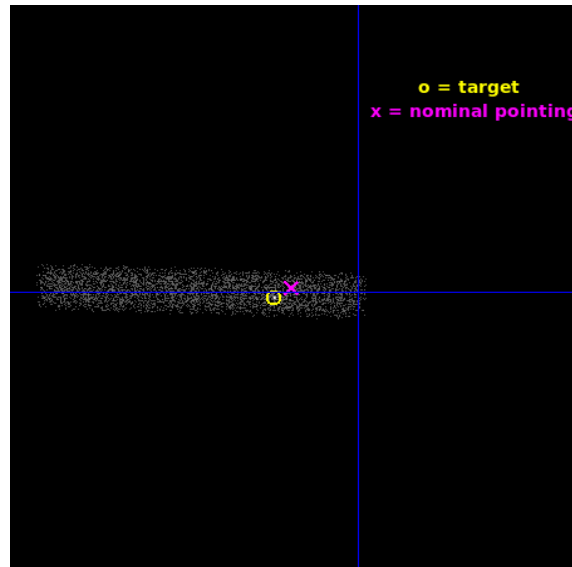 o = target
x = nominal pointing